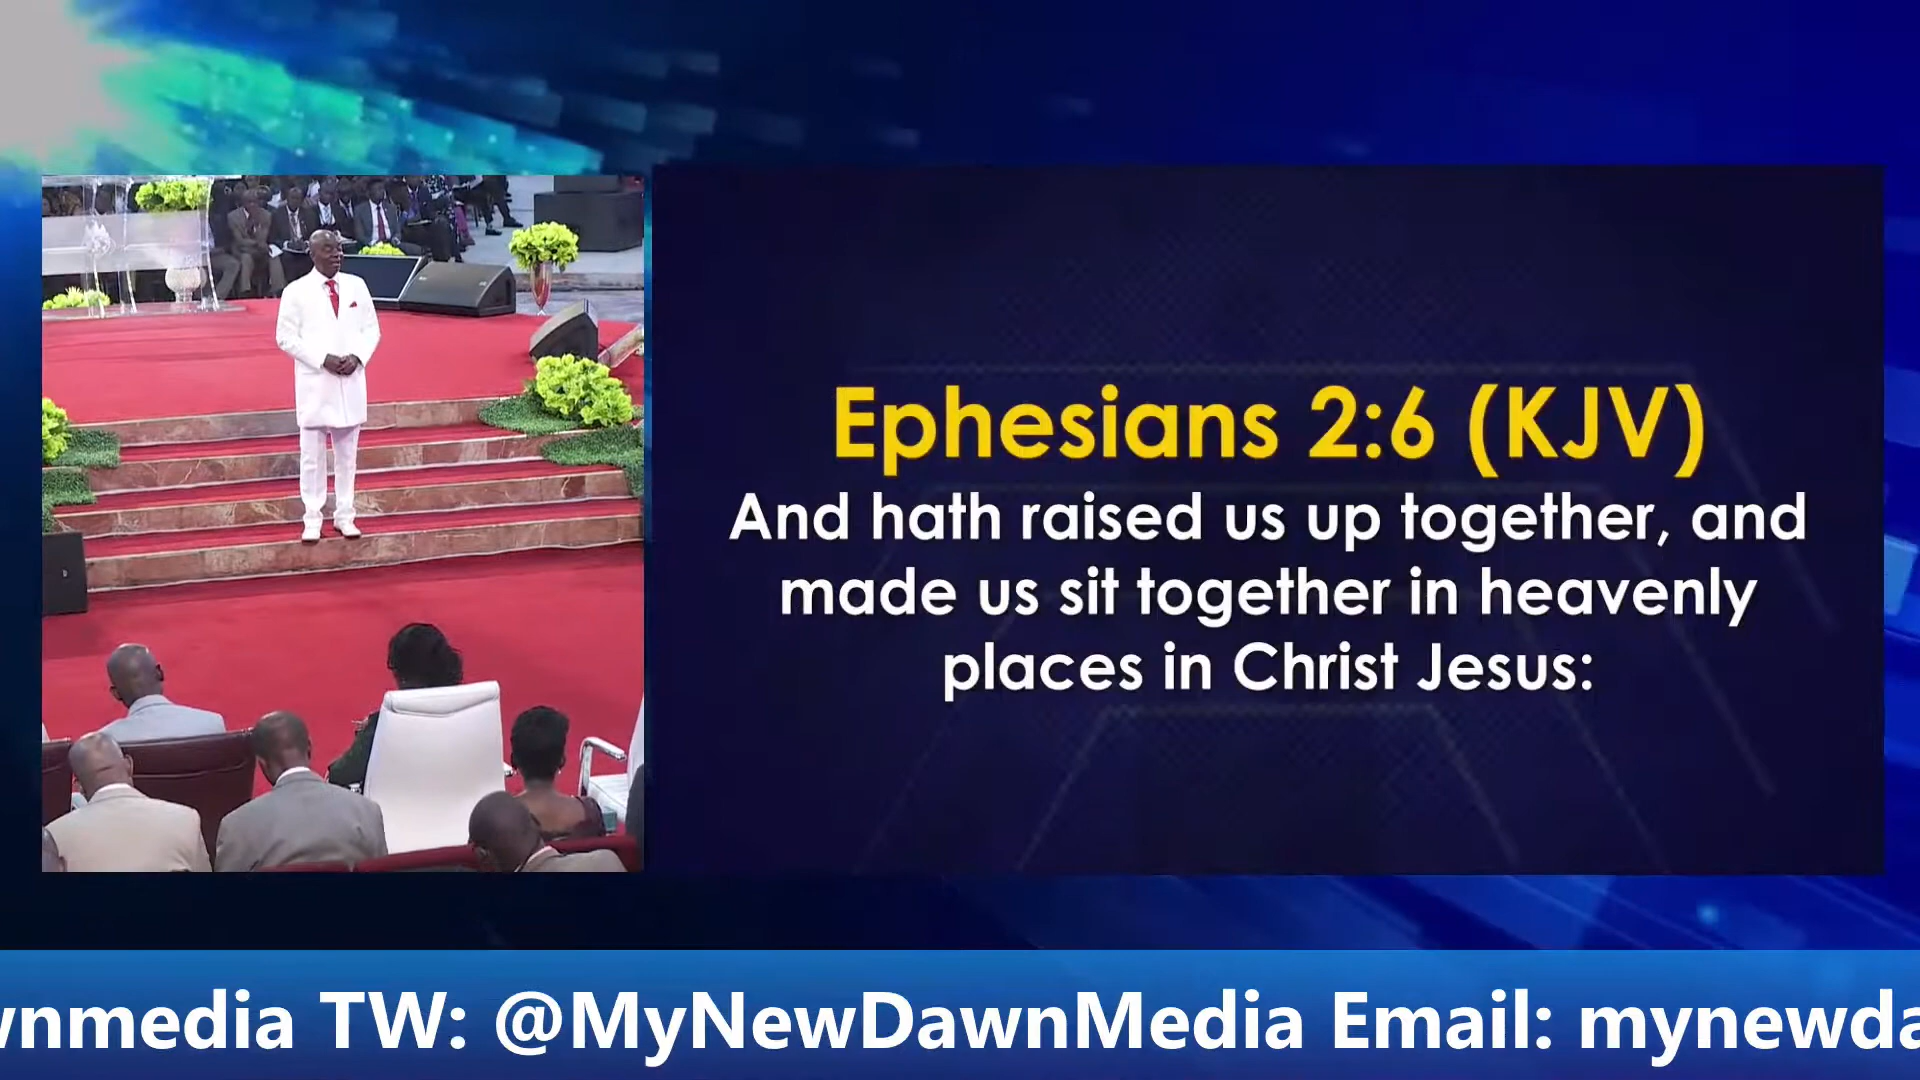 Ephesians 2:6 (KJV)
And hath raised us up together, and
made us sit together in heavenly
places in Christ Jesus:
wnmedia TW: @MyNewDawnMedia Email: mynewda